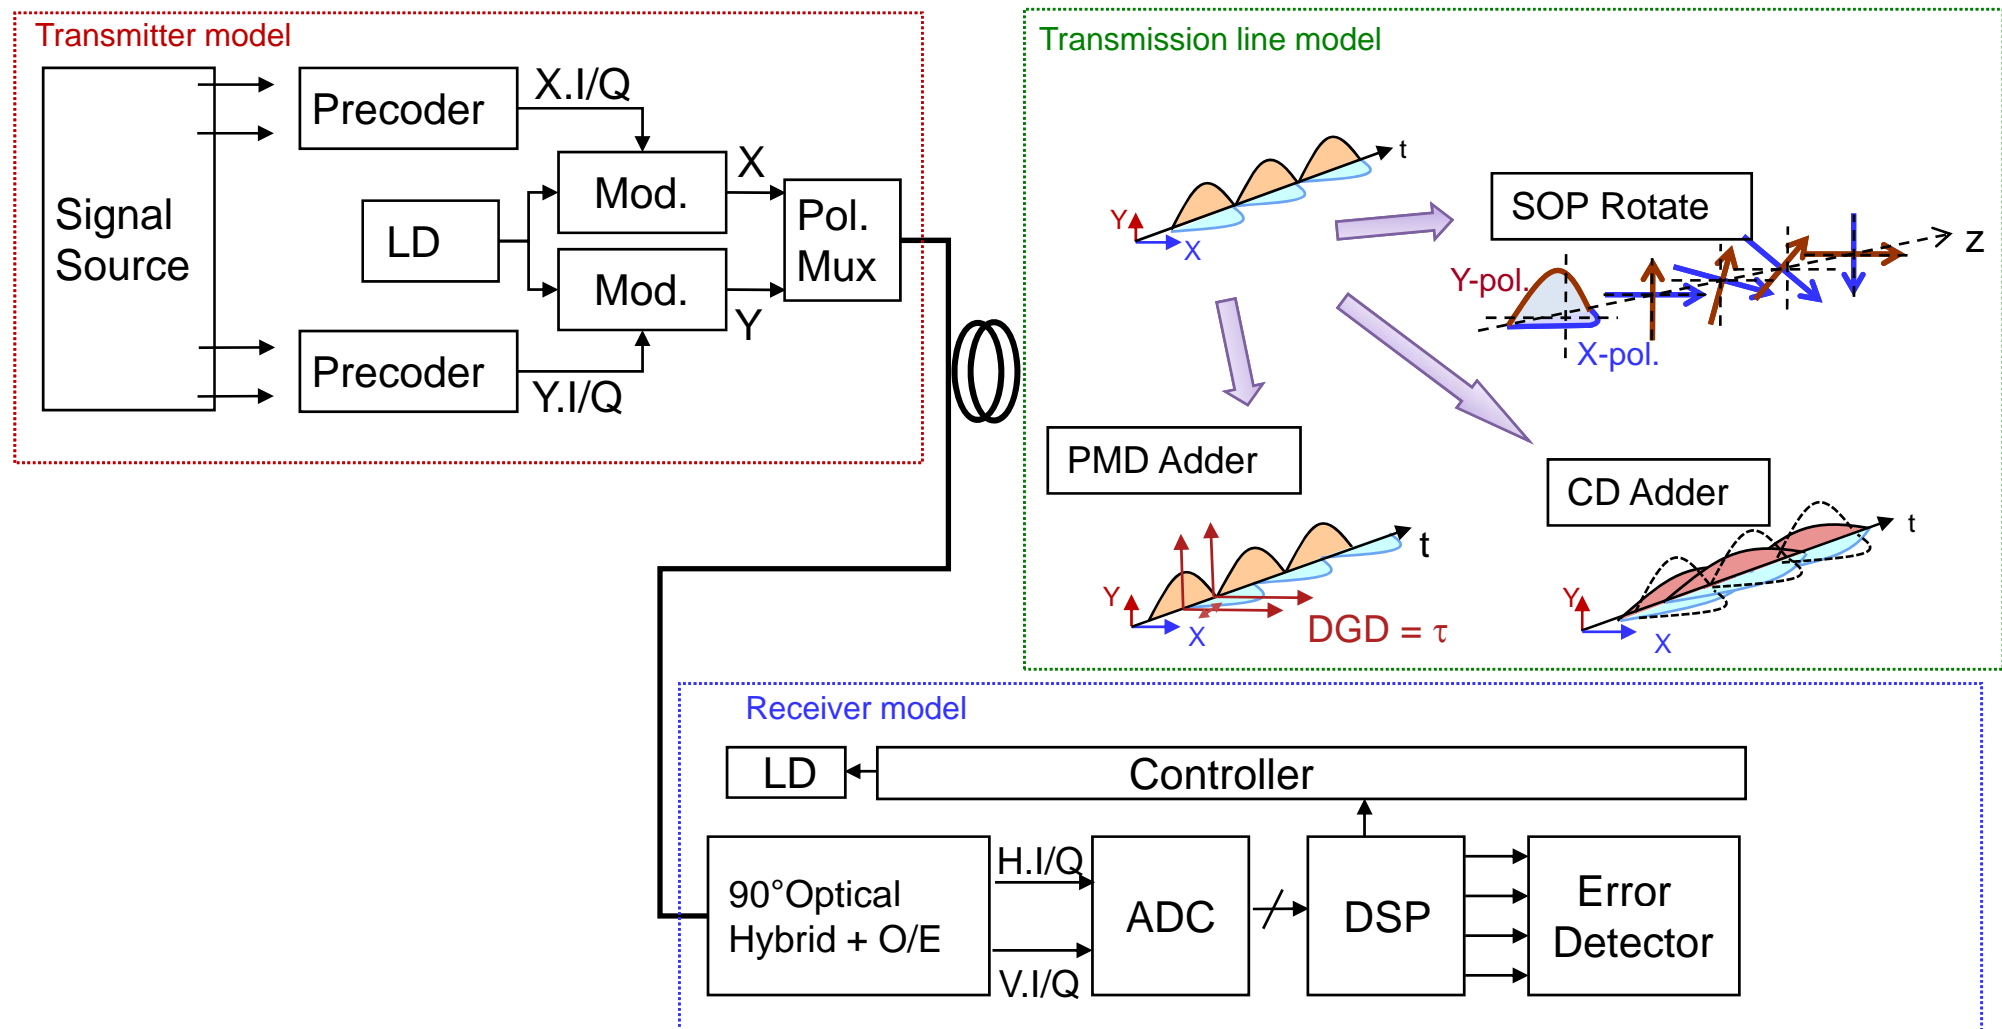 Transmitter model
Signal
Source
Precoder
X.I/Q
LD
Mod.
X
Mod.
Y
Pol.
Mux
Precoder
Y.I/Q
Transmission line model
t
Y
X
SOP Rotate
Z
Y-pol.
X-pol.
PMD Adder
t
Y
X
DGD = τ
CD Adder
t
Y
X
Receiver model
LD
Controller
90°Optical
Hybrid + O/E
H.I/Q
V.I/Q
ADC
DSP
Error
Detector